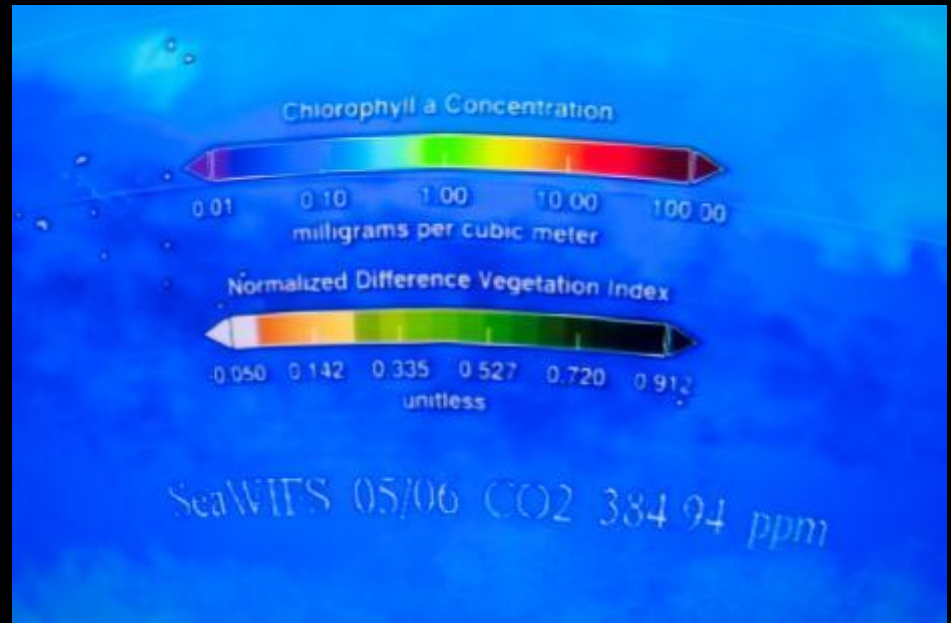 Chlorophyll a Concentration
0.01 0.10 1.00 10.00 100.00
milligrams per cubic meter
Normalized Difference Vegetation Index
-0.050 0.142 0.335 0.527 0.720 0.912
unitless
SeaWIFS 05/06 CO2 384.94 ppm